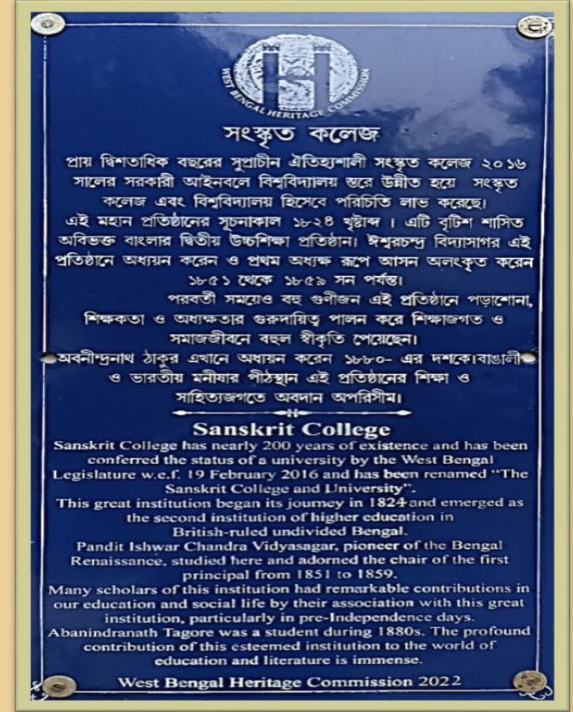 WEST BENGAL HERITAGE COMMISSION
সংস্কৃত কলেজ
প্রায় দ্বিশতাধিক বছরের সুপ্রাচীন ঐতিহ্যশালী সংস্কৃত কলেজ ২০১৬
সালের সরকারী আইনবলে বিশ্ববিদ্যালয় স্তরে উন্নীত হয়ে সংস্কৃত
কলেজ এবং বিশ্ববিদ্যালয় হিসেবে পরিচিতি লাভ করেছে।
এই মহান প্রতিষ্ঠানের সূচনাকাল ১৮২৪ খৃষ্টাব্দ । এটি বৃটিশ শাসিত
অবিভক্ত বাংলার দ্বিতীয় উচ্চশিক্ষা প্রতিষ্ঠান। ঈশ্বরচন্দ্র বিদ্যাসাগর এই
প্রতিষ্ঠানে অধ্যয়ন করেন ও প্রথম অধ্যক্ষ রূপে আসন অলংকৃত করেন
১৮৫১ থেকে ১৮৫৯ সন পর্যন্ত।
পরবর্তী সময়েও বহু গুণীজন এই প্রতিষ্ঠানে পড়াশোনা,
শিক্ষকতা ও অধ্যক্ষতার গুরুদায়িত্ব পালন করে শিক্ষাজগত ও
সমাজজীবনে বহুল স্বীকৃতি পেয়েছেন।
অবনীন্দ্রনাথ ঠাকুর এখানে অধ্যয়ন করেন ১৮৮০- এর দশকে।বাঙালী
ও ভারতীয় মনীষার পীঠস্থান এই প্রতিষ্ঠানের শিক্ষা ও
সাহিত্যজগতে অবদান অপরিসীম।
Sanskrit College
Sanskrit College has nearly 200 years of existence and has been
conferred the status of a university by the West Bengal
Legislature w.e.f. 19 February 2016 and has been renamed “The
Sanskrit College and University”.
This great institution began its journey in 1824 and emerged as
the second institution of higher education in
British-ruled undivided Bengal.
Pandit Ishwar Chandra Vidyasagar, pioneer of the Bengal
Renaissance, studied here and adorned the chair of the first
principal from 1851 to 1859.
Many scholars of this institution had remarkable contributions in
our education and social life by their association with this great
institution, particularly in pre-Independence days.
Abanindranath Tagore was a student during 1880s. The profound
contribution of this esteemed institution to the world of
education and literature is immense.
West Bengal Heritage Commission 2022